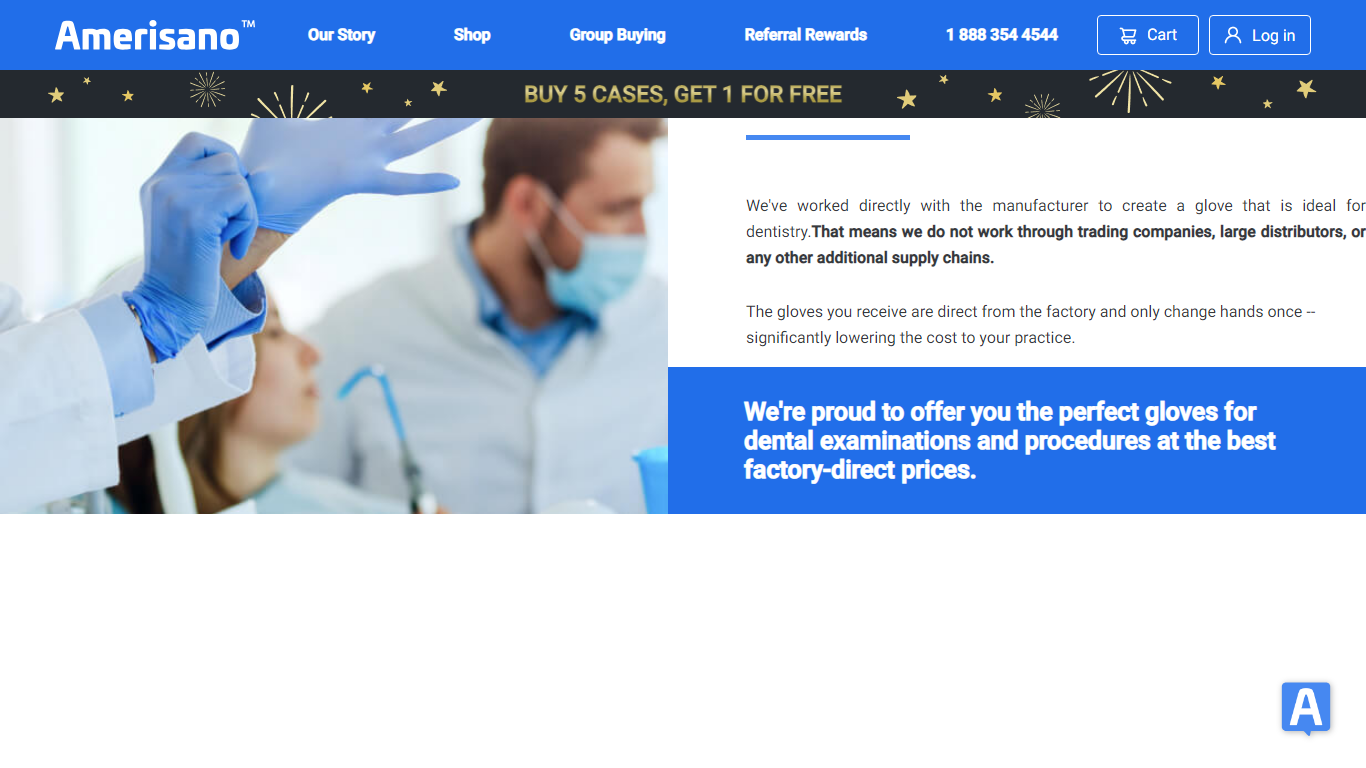 Amerisano™
Our Story
Shop
Group Buying
Referral Rewards
1 888 354 4544
Cart
Log in
BUY 5 CASES, GET 1 FOR FREE
We've worked directly with the manufacturer to create a glove that is ideal for
dentistry.That means we do not work through trading companies, large distributors, or
any other additional supply chains.
The gloves you receive are direct from the factory and only change hands once --
significantly lowering the cost to your practice.
We're proud to offer you the perfect gloves for
dental examinations and procedures at the best
factory-direct prices.
A